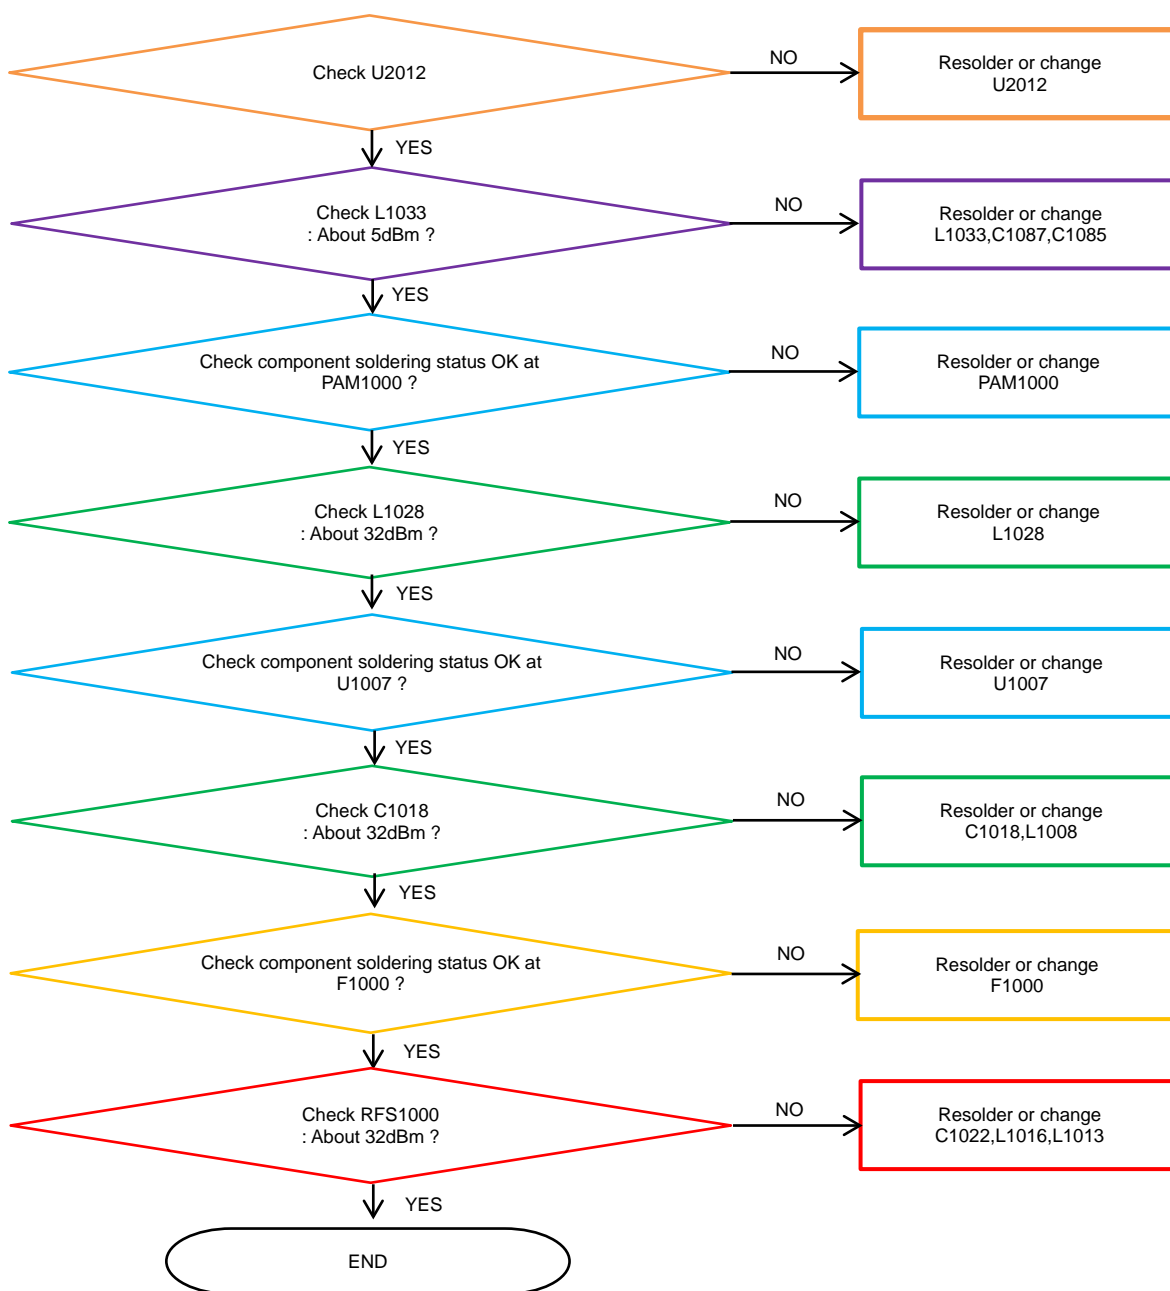 Check U2012
NO
Resolder or change
U2012
YES
Check L1033
: About 5dBm ?
NO
Resolder or change
L1033,C1087,C1085
YES
Check component soldering status OK at
PAM1000 ?
NO
Resolder or change
PAM1000
YES
Check L1028
: About 32dBm ?
NO
Resolder or change
L1028
YES
Check component soldering status OK at
U1007 ?
NO
Resolder or change
U1007
YES
Check C1018
: About 32dBm ?
NO
Resolder or change
C1018,L1008
YES
Check component soldering status OK at
F1000 ?
NO
Resolder or change
F1000
YES
Check RFS1000
: About 32dBm ?
NO
Resolder or change
C1022,L1016,L1013
YES
END